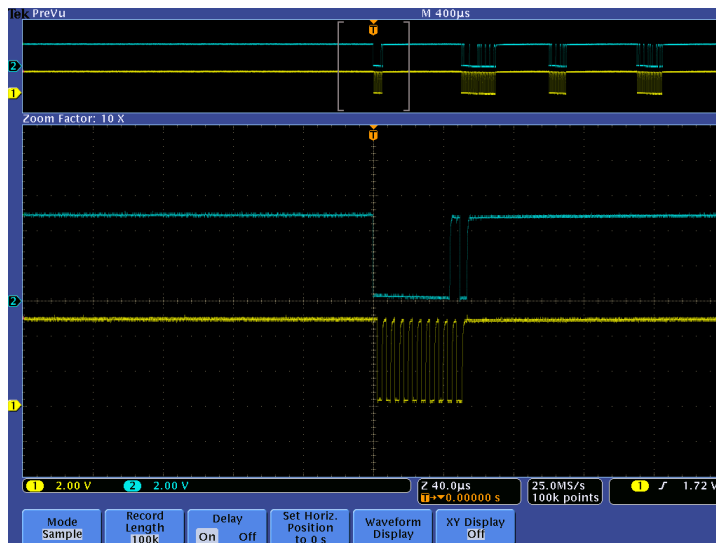 Tek PreVu M 400µs
T
2
1
Zoom Factor: 10 X
T
2
1
1 2.00 V 2 2.00 V Z 40.0µs 25.0MS/s 1 1.72 V
T→▼0.00000 s 100k points
Mode Record Delay Set Horiz. Waveform XY Display
Sample Length On Off Position Display Off
100k to 0 s